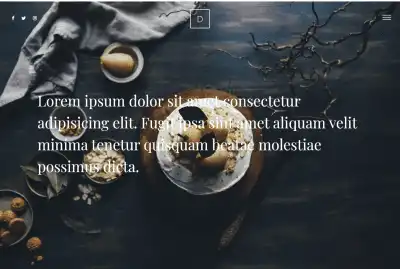 D
Lorem ipsum dolor sit amet consectetur
adipisicing elit. Fugit ipsa sint amet aliquam velit
minima tenetur quisquam beatae molestiae
possimus dicta.